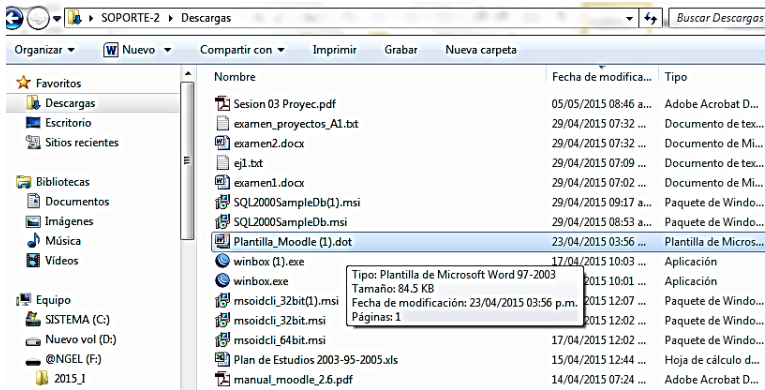 SOPORTE-2 ▸ Descargas
Buscar Descargas
Organizar Nuevo Compartir con Imprimir Grabar Nueva carpeta
Favoritos
Descargas
Escritorio
Sitios recientes
Bibliotecas
Documentos
Imágenes
Música
Vídeos
Equipo
SISTEMA (C:)
Nuevo vol (D:)
@NGEL (F:)
2015_I
Nombre Fecha de modifica... Tipo
Sesion 03 Proyec.pdf 05/05/2015 08:46 a... Adobe Acrobat D...
examen_proyectos_A1.txt 29/04/2015 07:32 ... Documento de tex...
examen2.docx 29/04/2015 07:32 ... Documento de Mi...
ej1.txt 29/04/2015 07:09 ... Documento de tex...
examen1.docx 29/04/2015 07:02 ... Documento de Mi...
SQL2000SampleDb(1).msi 29/04/2015 09:17 a... Paquete de Windo...
SQL2000SampleDb.msi 29/04/2015 08:53 a... Paquete de Windo...
Plantilla_Moodle (1).dot 23/04/2015 03:56 ... Plantilla de Micros...
winbox (1).exe 17/04/2015 10:03 ... Aplicación
winbox.exe 2015 10:01 ... Aplicación
msoidcli_32bit(1).msi 2015 12:07 ... Paquete de Windo...
msoidcli_32bit.msi 2015 12:02 ... Paquete de Windo...
msoidcli_64bit.msi 17/04/2015 12:02 ... Paquete de Windo...
Plan de Estudios 2003-95-2005.xls 15/04/2015 12:44 ... Hoja de cálculo d...
manual_moodle_2.6.pdf 14/04/2015 07:24 ... Adobe Acrobat D...
Tipo: Plantilla de Microsoft Word 97-2003
Tamaño: 84.5 KB
Fecha de modificación: 23/04/2015 03:56 p.m.
Páginas: 1